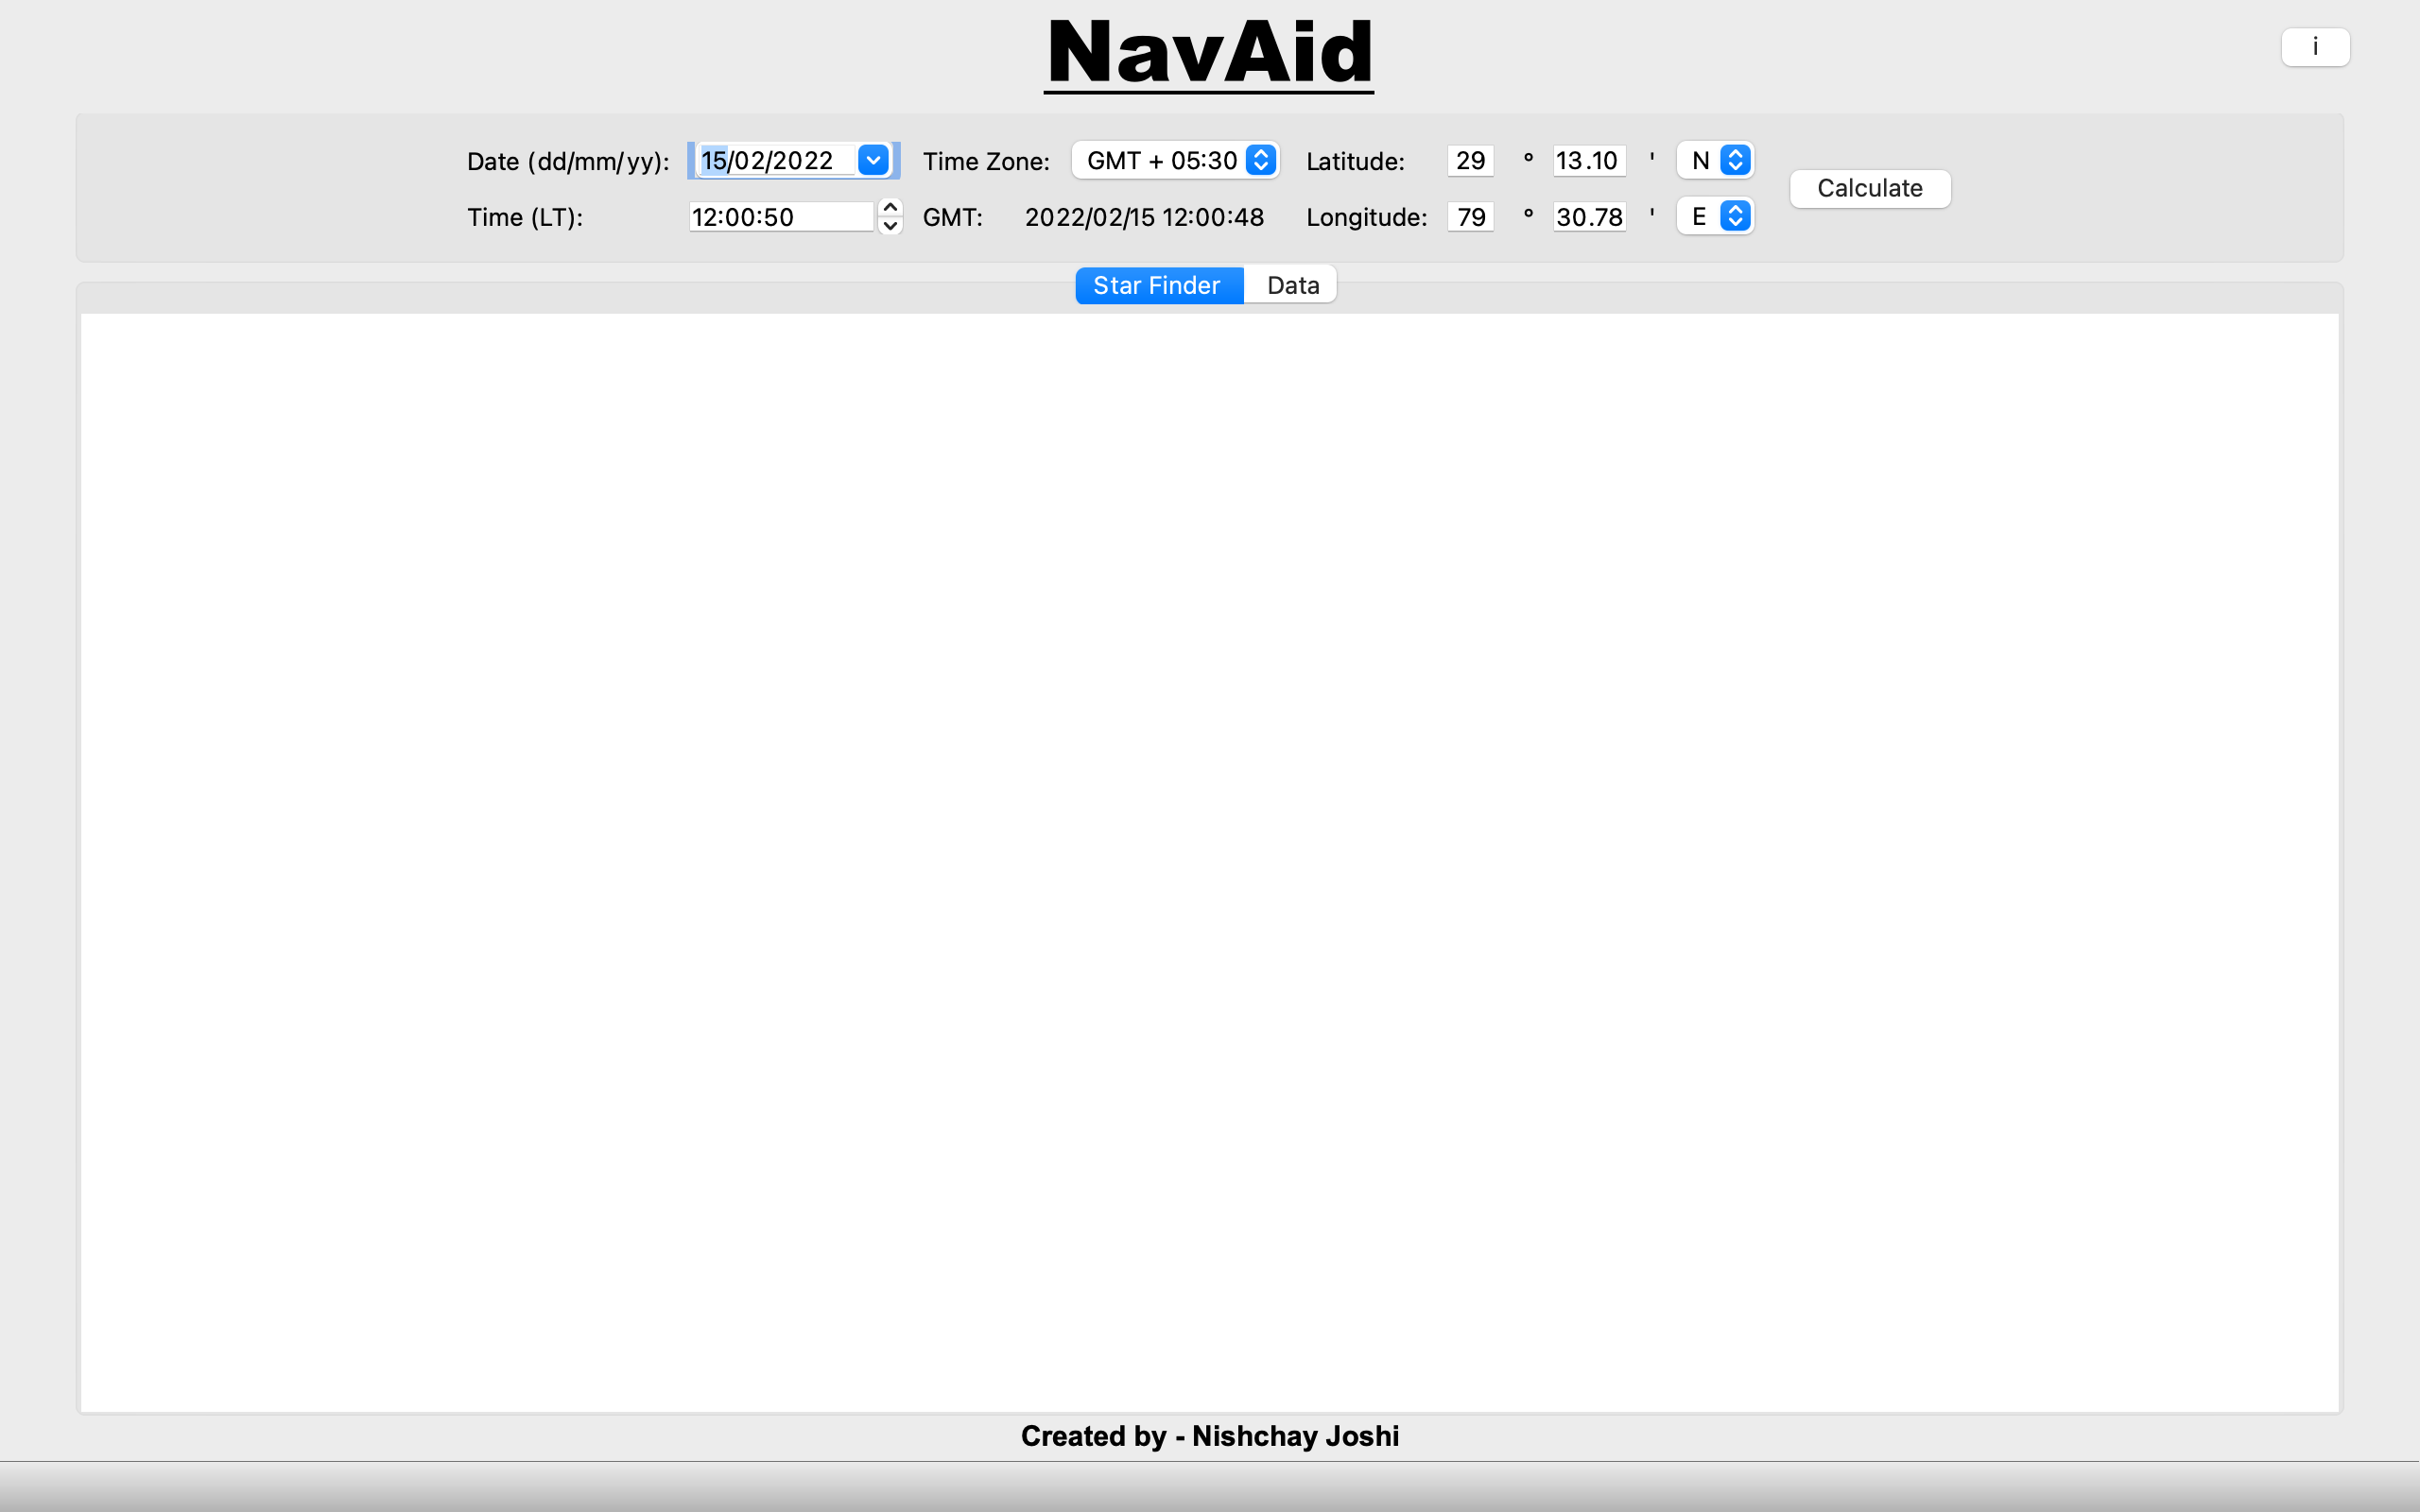 NavAid
i
Date (dd/mm/yy): 15/02/2022 Time Zone: GMT + 05:30 Latitude: 29 ° 13.10 ' N
Calculate
Time (LT): 12:00:50 GMT: 2022/02/15 12:00:48 Longitude: 79 ° 30.78 ' E
Star Finder Data
Created by - Nishchay Joshi